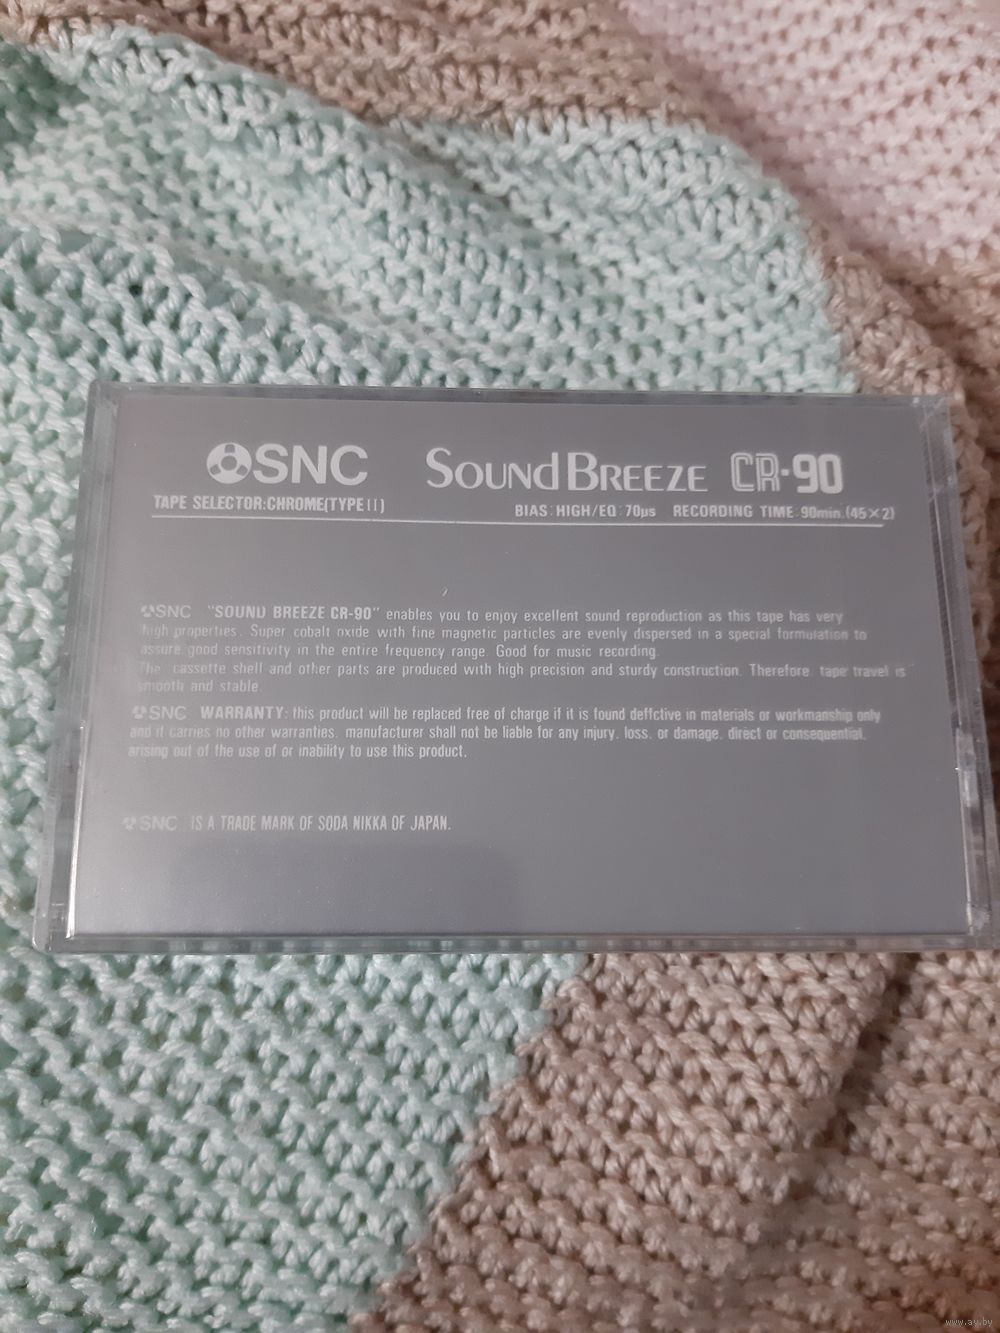 SNC SOUND BREEZE CR-90
TAPE SELECTOR:CHROME(TYPE II)
BIAS:HIGH/EQ:70µs RECORDING TIME:90min.(45×2)
SNC "SOUND BREEZE CR-90" enables you to enjoy excellent sound reproduction as this tape has very
high properties. Super cobalt oxide with fine magnetic particles are evenly dispersed in a special formulation to
assure good sensitivity in the entire frequency range. Good for music recording.
The cassette shell and other parts are produced with high precision and sturdy construction. Therefore, tape travel is
smooth and stable.
SNC WARRANTY: this product will be replaced free of charge if it is found deffctive in materials or workmanship only
and it carries no other warranties. manufacturer shall not be liable for any injury, loss, or damage, direct or consequential,
arising out of the use of or inability to use this product.
SNC IS A TRADE MARK OF SODA NIKKA OF JAPAN.
www.ay.by